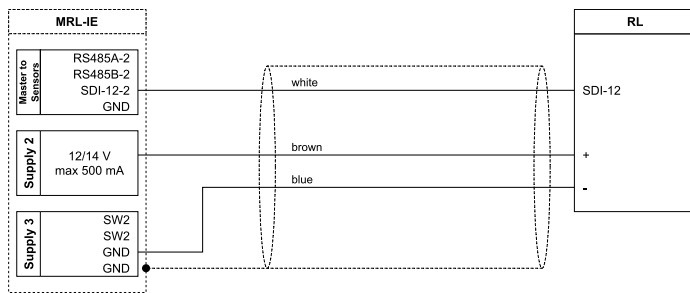 MRL-IE
RL
Master to
Sensors
RS485A-2
RS485B-2
SDI-12-2
GND
white
SDI-12
Supply 2
12/14 V
max 500 mA
brown
+
blue
-
Supply 3
SW2
SW2
GND
GND